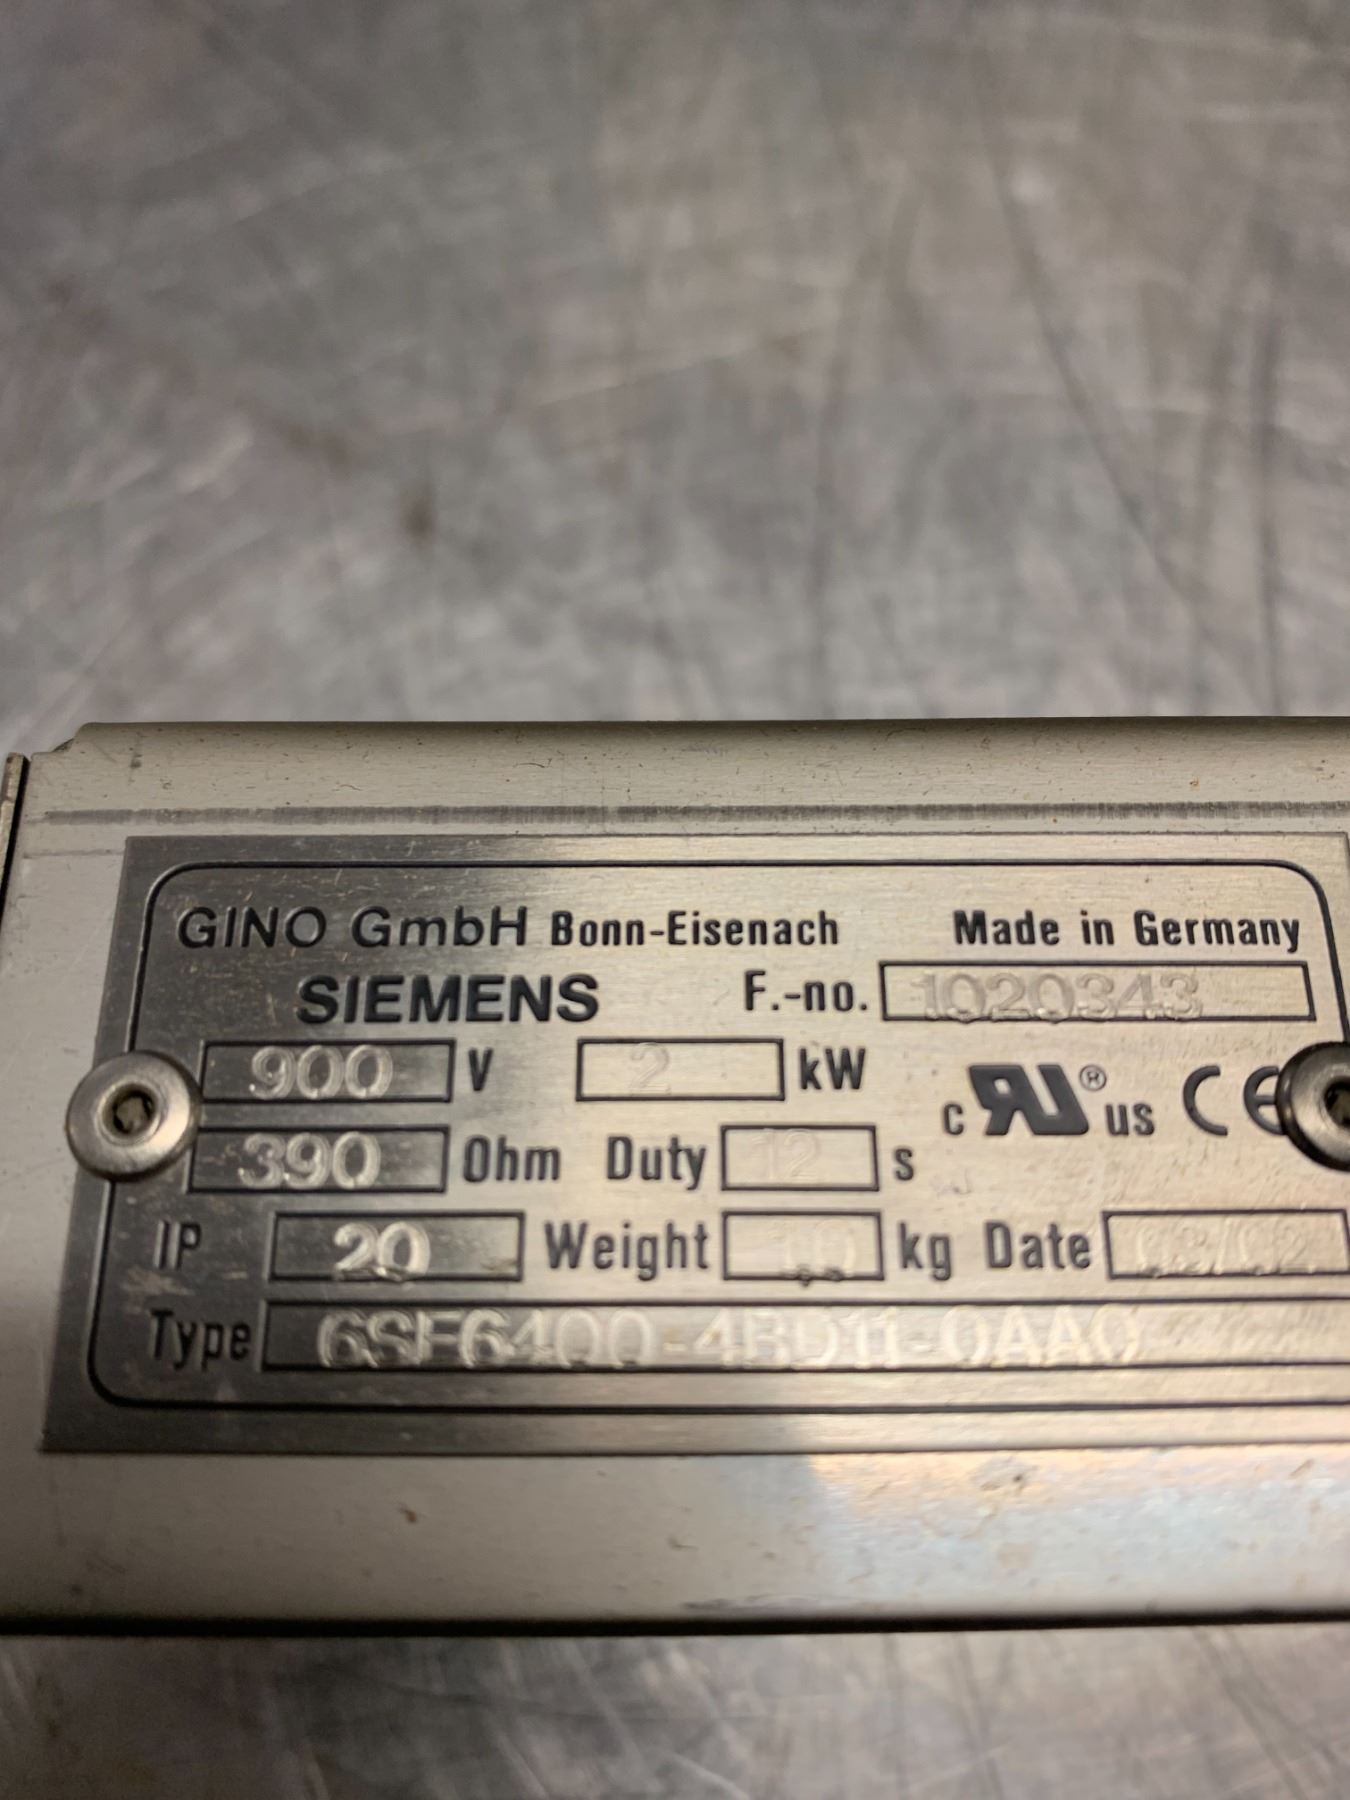 GINO GmbH Bonn-Eisenach Made in Germany
SIEMENS F.-no. 1020343
900 V 2 kW c RU® us CE
390 Ohm Duty 12 s
IP 20 Weight kg Date
Type 6SE6400-4BD11-0AA0